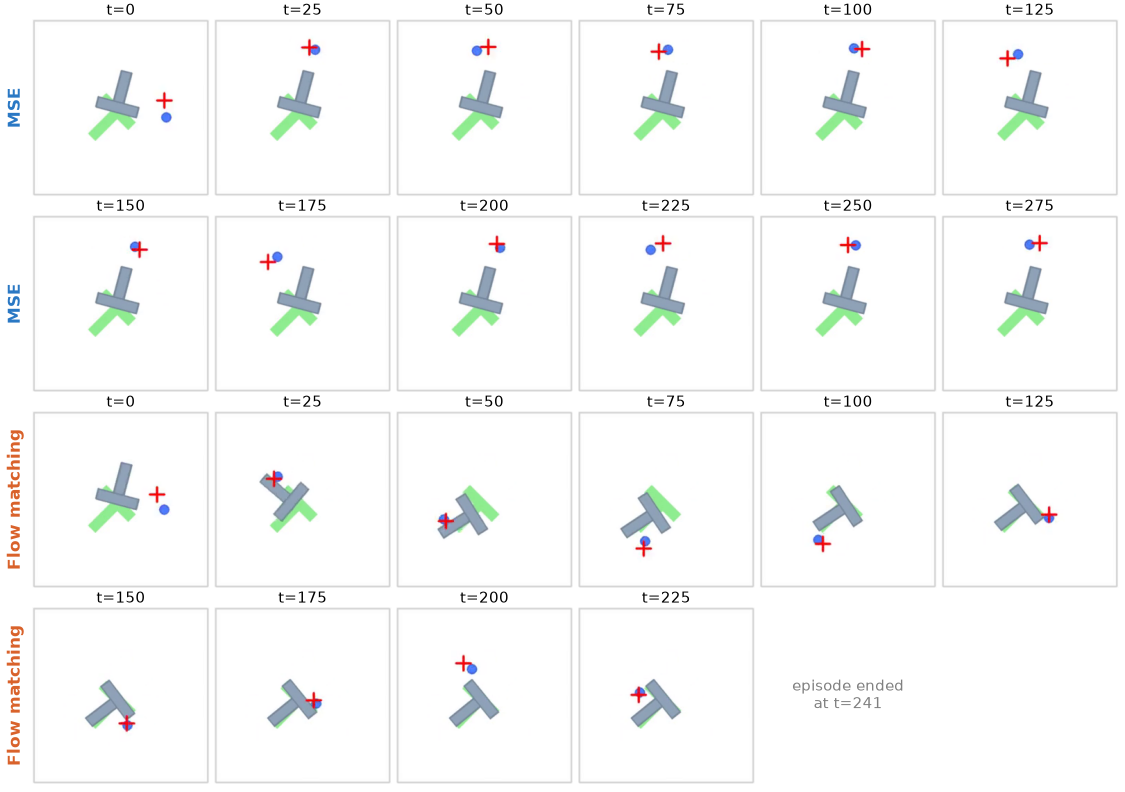 t=0 t=25 t=50 t=75 t=100 t=125
MSE
t=150 t=175 t=200 t=225 t=250 t=275
MSE
t=0 t=25 t=50 t=75 t=100 t=125
Flow matching
t=150 t=175 t=200 t=225
Flow matching
episode ended
at t=241